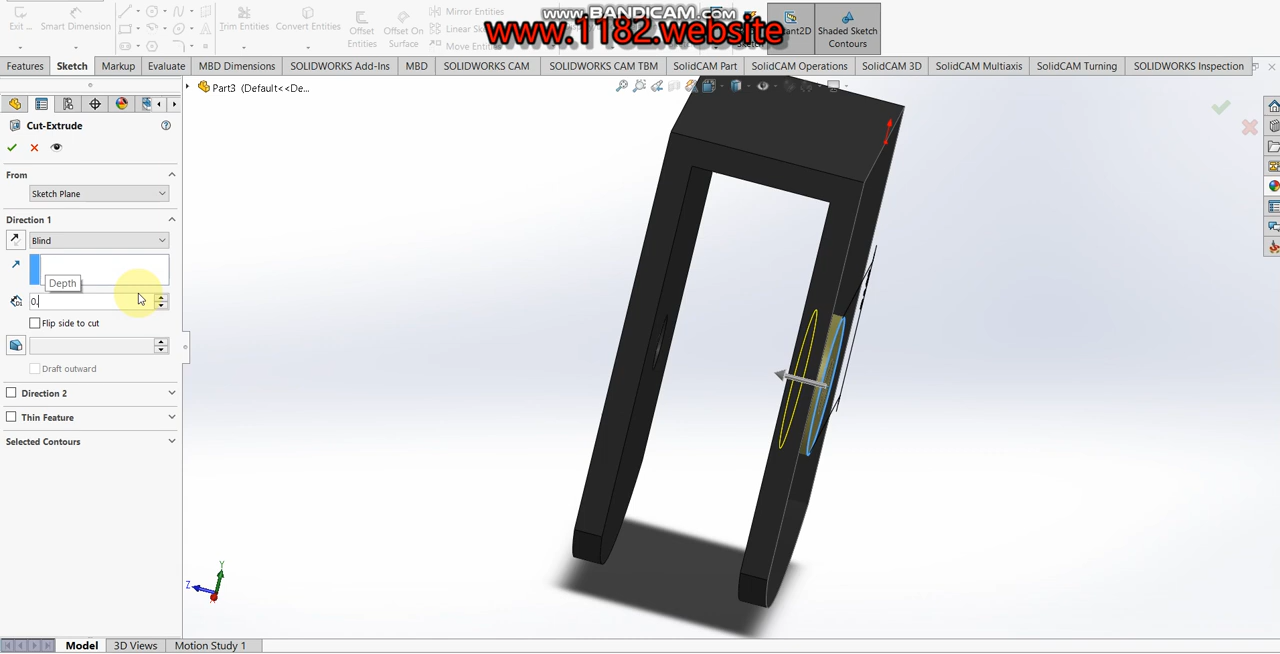 www.BANDICAM.com
www.1182.website
Exit...
Smart Dimension
Trim Entities
Convert Entities
Offset
Entities
Offset On
Surface
Mirror Entities
Linear Sk
Move Entities
Instant2D
Shaded Sketch
Contours
Features
Sketch
Markup
Evaluate
MBD Dimensions
SOLIDWORKS Add-Ins
MBD
SOLIDWORKS CAM
SOLIDWORKS CAM TBM
SolidCAM Part
SolidCAM Operations
SolidCAM 3D
SolidCAM Multiaxis
SolidCAM Turning
SOLIDWORKS Inspection
Part3 (Default<<De...
Cut-Extrude
From
Sketch Plane
Direction 1
Blind
Depth
0.
Flip side to cut
Draft outward
Direction 2
Thin Feature
Selected Contours
Y
Z
Model
3D Views
Motion Study 1